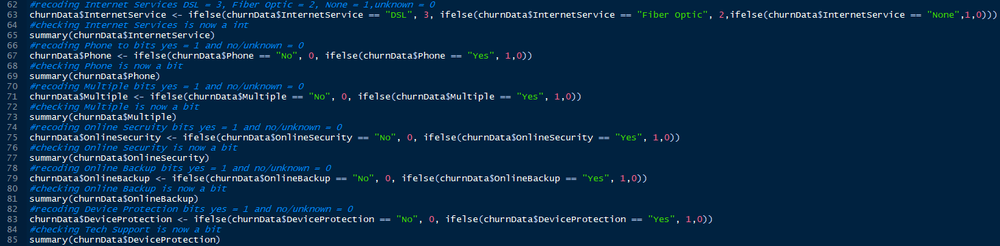 62 #recoding Internet Services DSL = 3, Fiber Optic = 2, None = 1,unknown = 0
63 churnData$InternetService <- ifelse(churnData$InternetService == "DSL", 3, ifelse(churnData$InternetService == "Fiber Optic", 2,ifelse(churnData$InternetService == "None",1,0)))
64 #checking Internet Services is now a int
65 summary(churnData$InternetService)
66 #recoding Phone to bits yes = 1 and no/unknown = 0
67 churnData$Phone <- ifelse(churnData$Phone == "No", 0, ifelse(churnData$Phone == "Yes", 1,0))
68 #checking Phone is now a bit
69 summary(churnData$Phone)
70 #recoding Multiple bits yes = 1 and no/unknown = 0
71 churnData$Multiple <- ifelse(churnData$Multiple == "No", 0, ifelse(churnData$Multiple == "Yes", 1,0))
72 #checking Multiple is now a bit
73 summary(churnData$Multiple)
74 #recoding Online Secruity bits yes = 1 and no/unknown = 0
75 churnData$OnlineSecurity <- ifelse(churnData$OnlineSecurity == "No", 0, ifelse(churnData$OnlineSecurity == "Yes", 1,0))
76 #checking Online Security is now a bit
77 summary(churnData$OnlineSecurity)
78 #recoding Online Backup bits yes = 1 and no/unknown = 0
79 churnData$OnlineBackup <- ifelse(churnData$OnlineBackup == "No", 0, ifelse(churnData$OnlineBackup == "Yes", 1,0))
80 #checking Online Backup is now a bit
81 summary(churnData$OnlineBackup)
82 #recoding Device Protection bits yes = 1 and no/unknown = 0
83 churnData$DeviceProtection <- ifelse(churnData$DeviceProtection == "No", 0, ifelse(churnData$DeviceProtection == "Yes", 1,0))
84 #checking Tech Support is now a bit
85 summary(churnData$DeviceProtection)